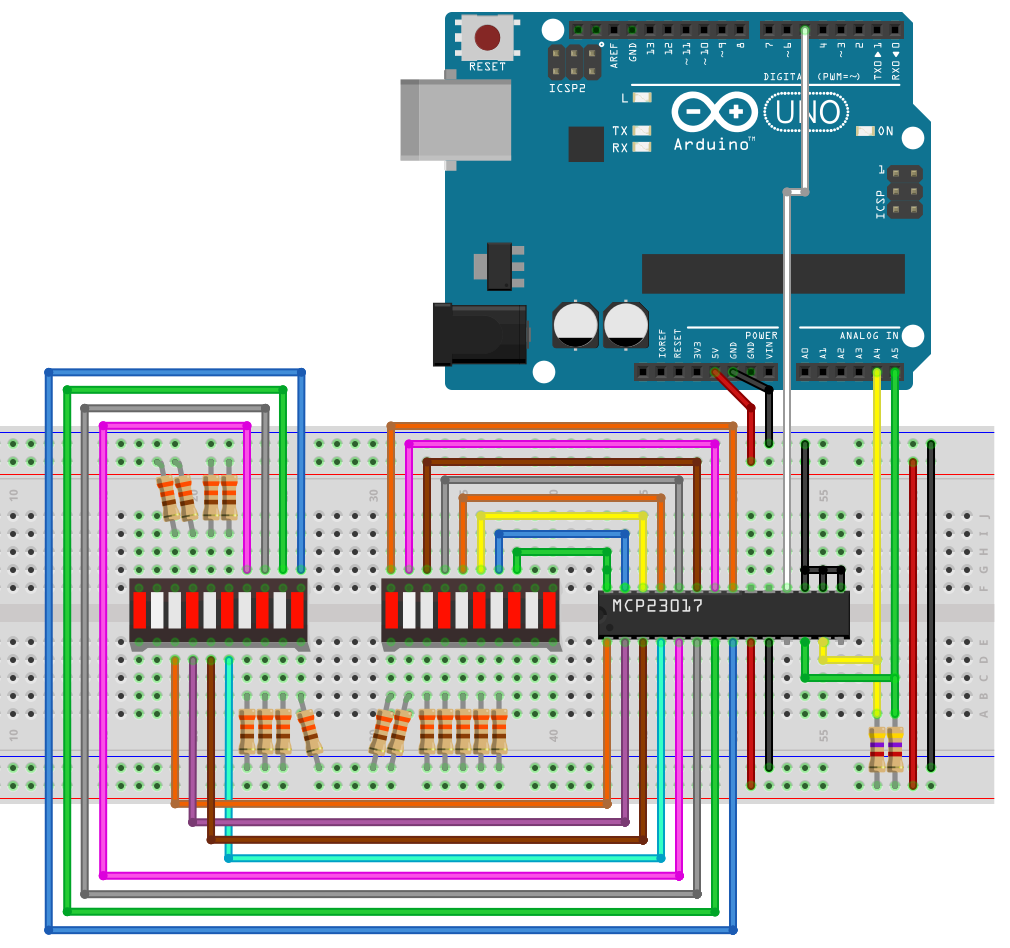 RESET
ICSP2
AREF
GND
13
12
~11
~10
~9
8
7
~6
4
~3
2
TXD▶1
RXD◀0
DIGITAL (PWM=~)
L
TX
RX
UNO
Arduino™
ON
1
ICSP
POWER
ANALOG IN
IOREF
RESET
3V3
5V
GND
GND
VIN
A0
A1
A2
A3
A4
A5
10
30
55
J
I
H
G
F
MCP23017
E
D
C
B
A
10
30
40
55